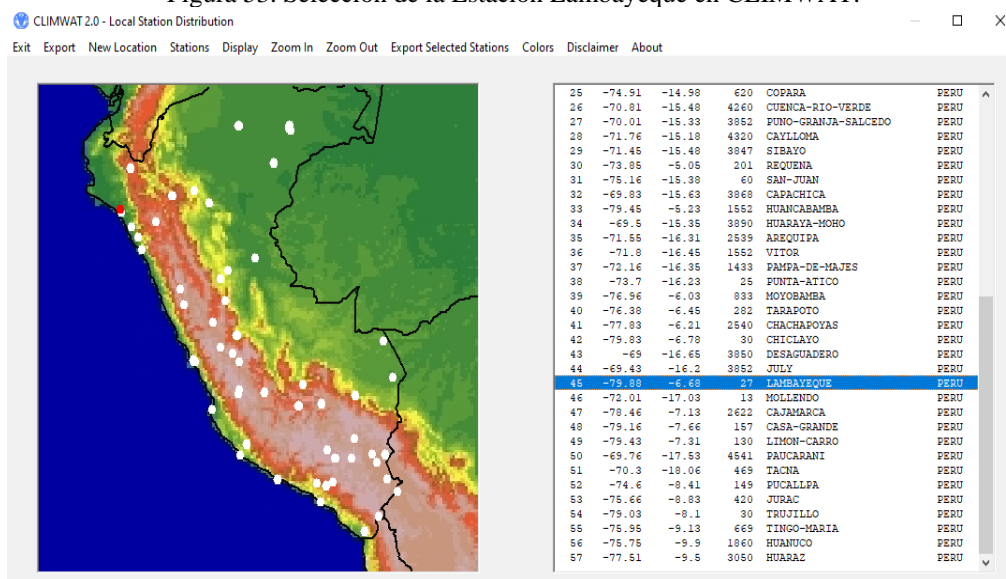 Figura 33. Selección de la Estación Lambayeque en CLIMWAT.
CLIMWAT 2.0 - Local Station Distribution
Exit Export New Location Stations Display Zoom In Zoom Out Export Selected Stations Colors Disclaimer About
25 -74.91 -14.98 620 COPARA PERU
26 -70.81 -15.48 4260 CUENCA-RIO-VERDE PERU
27 -70.01 -15.33 3852 PUNO-GRANJA-SALCEDO PERU
28 -71.76 -15.18 4320 CAYLLOMA PERU
29 -71.45 -15.48 3847 SIBAYO PERU
30 -73.85 -5.05 201 REQUENA PERU
31 -75.16 -15.38 60 SAN-JUAN PERU
32 -69.83 -15.63 3868 CAPACHICA PERU
33 -79.45 -5.23 1552 HUANCABAMBA PERU
34 -69.5 -15.35 3890 HUARAYA-MOHO PERU
35 -71.55 -16.31 2539 AREQUIPA PERU
36 -71.8 -16.45 1552 VITOR PERU
37 -72.16 -16.35 1433 PAMPA-DE-MAJES PERU
38 -73.7 -16.23 25 PUNTA-ATICO PERU
39 -76.96 -6.03 833 MOYOBAMBA PERU
40 -76.38 -6.45 282 TARAPOTO PERU
41 -77.83 -6.21 2540 CHACHAPOYAS PERU
42 -79.83 -6.78 30 CHICLAYO PERU
43 -69 -16.65 3850 DESAGUADERO PERU
44 -69.43 -16.2 3852 JULY PERU
45 -79.88 -6.68 27 LAMBAYEQUE PERU
46 -72.01 -17.03 13 MOLLENDO PERU
47 -78.46 -7.13 2622 CAJAMARCA PERU
48 -79.16 -7.66 157 CASA-GRANDE PERU
49 -79.43 -7.31 130 LIMON-CARRO PERU
50 -69.76 -17.53 4541 PAUCARANI PERU
51 -70.3 -18.06 469 TACNA PERU
52 -74.6 -8.41 149 PUCALLPA PERU
53 -75.66 -8.83 420 JURAC PERU
54 -79.03 -8.1 30 TRUJILLO PERU
55 -75.95 -9.13 669 TINGO-MARIA PERU
56 -75.75 -9.9 1860 HUANUCO PERU
57 -77.51 -9.5 3050 HUARAZ PERU